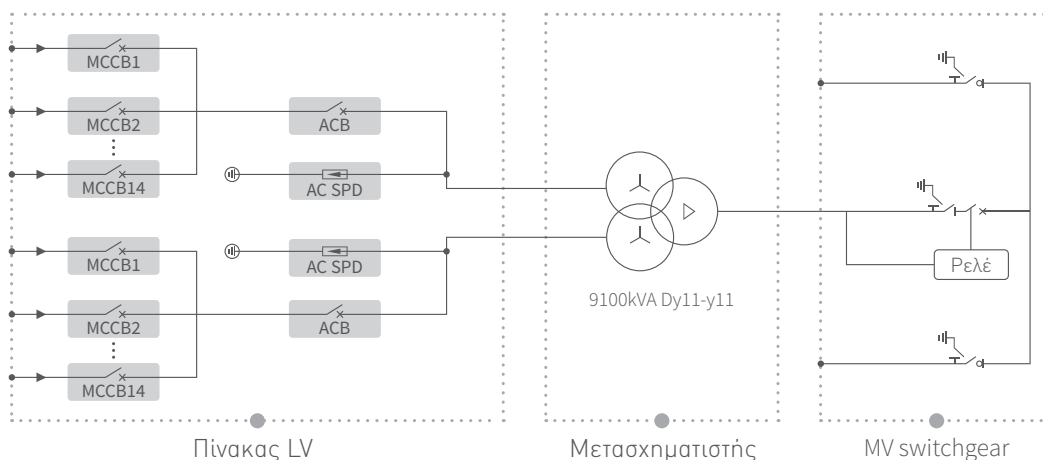 MCCB1
MCCB2
ACB
MCCB14
AC SPD
MCCB1
AC SPD
MCCB2
ACB
MCCB14
9100kVA Dy11-y11
Ρελέ
Πίνακας LV
Μετασχηματιστής
MV switchgear